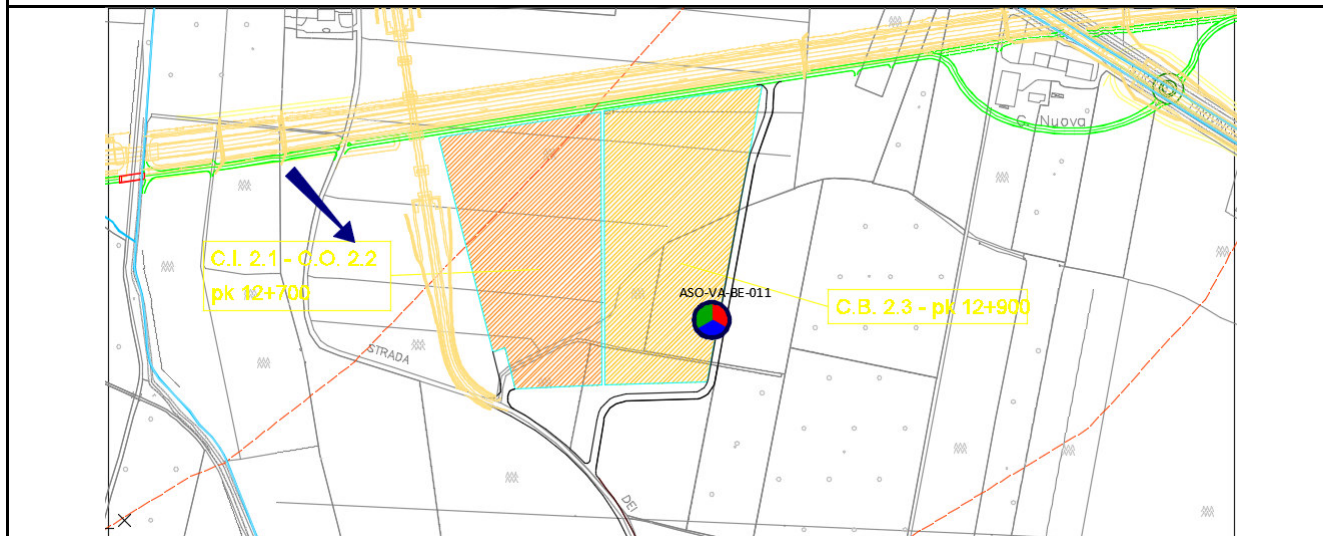 C. Nuova
C.I. 2.1 - C.O. 2.2
pk 12+700
ASO-VA-BE-011
C.B. 2.3 - pk 12+900
STRADA
DEI